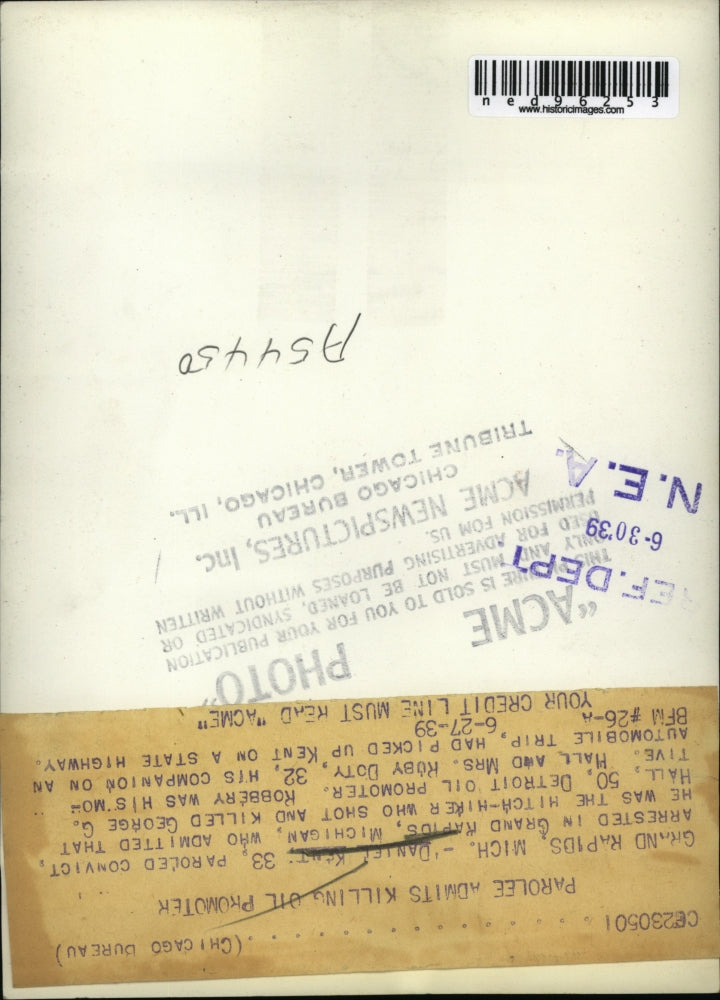 ned96253
www.historicimages.com
CE230501 . . . . . . . . . . . . . (CHICAGO BUREAU)
PAROLEE ADMITS KILLING OIL PROMOTER
GRAND RAPIDS, MICH. - DANIEL KENT, 33, PAROLED CONVICT,
ARRESTED IN GRAND RAPIDS, MICHIGAN, WHO ADMITTED THAT
HE WAS THE HITCH-HIKER WHO SHOT AND KILLED GEORGE G.
HALL, 50, DETROIT OIL PROMOTER. ROBBERY WAS HIS MO-
TIVE. HALL AND MRS. RUBY DOTY, 32, HIS COMPANION ON AN
AUTOMOBILE TRIP, HAD PICKED UP KENT ON A STATE HIGHWAY.
BFM #26-A 6-27-39
YOUR CREDIT LINE MUST READ "ACME"
"ACME PHOTO"
THIS PICTURE IS SOLD TO YOU FOR YOUR PUBLICATION
ONLY AND MUST NOT BE LOANED, SYNDICATED OR
USED FOR ADVERTISING PURPOSES WITHOUT WRITTEN
PERMISSION FOM US.
ACME NEWSPICTURES, Inc.
CHICAGO BUREAU
TRIBUNE TOWER, CHICAGO, ILL.
REF. DEPT
6-30'39
N.E.A.
A54450